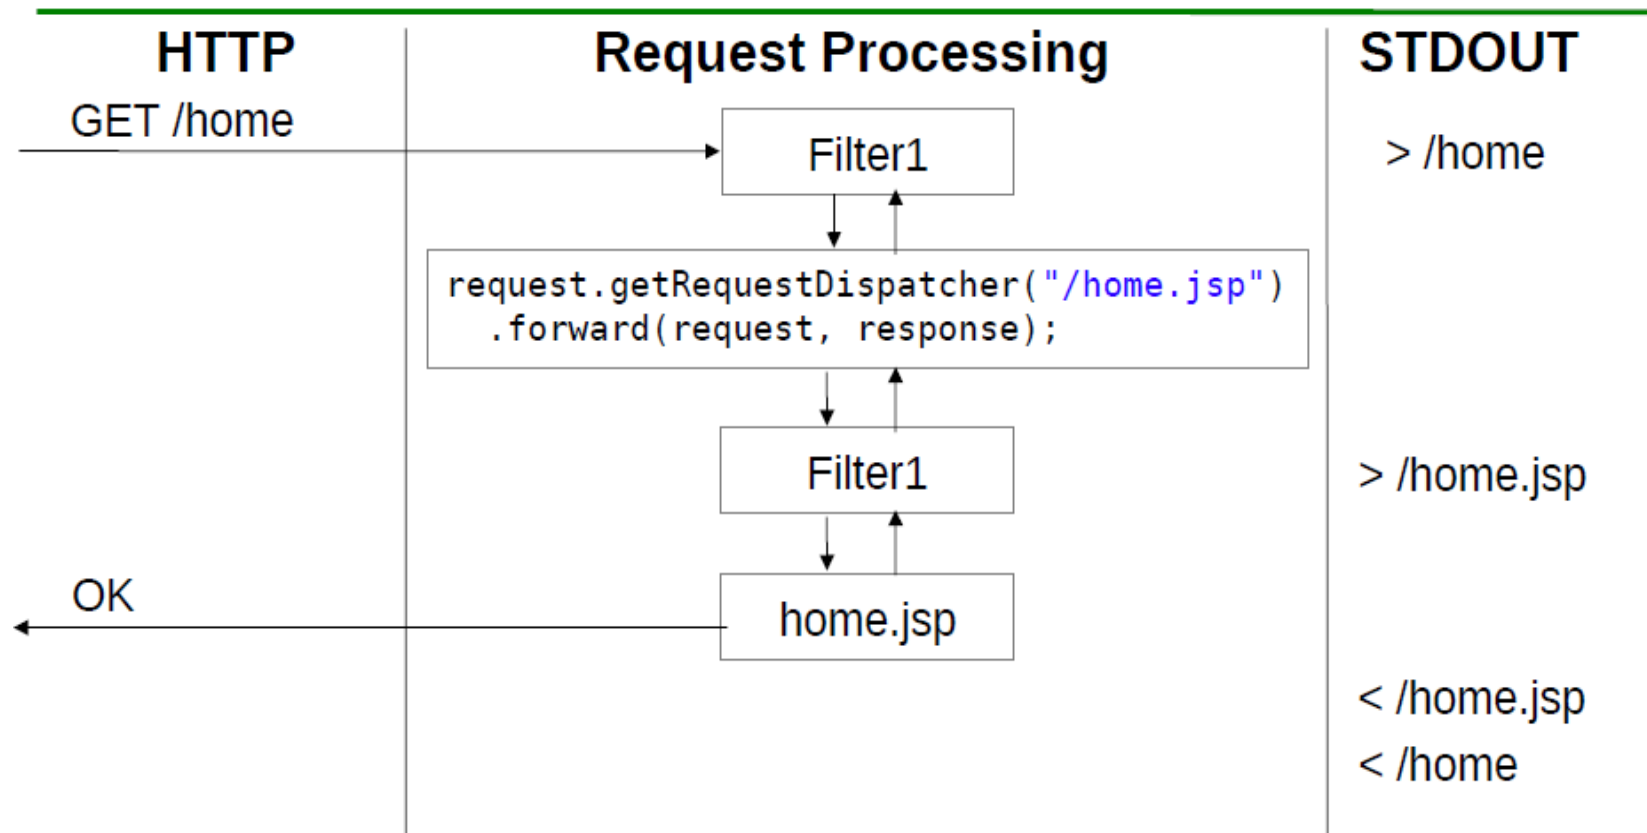 HTTP
Request Processing
STDOUT
GET /home
Filter1
> /home
request.getRequestDispatcher("/home.jsp")
.forward(request, response);
Filter1
> /home.jsp
OK
home.jsp
< /home.jsp
< /home